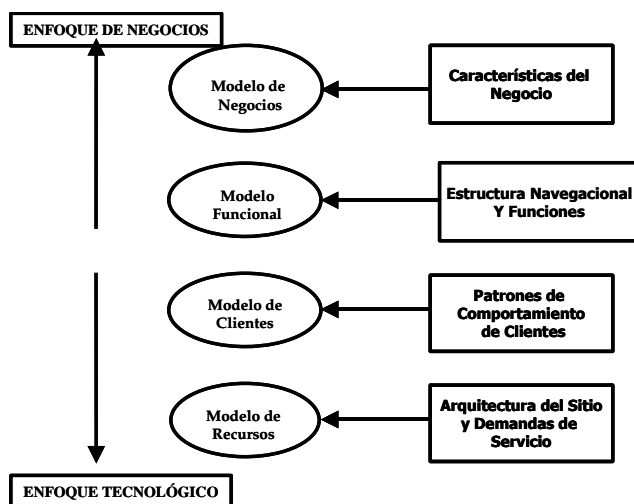 ENFOQUE DE NEGOCIOS
Modelo de
Negocios
Características del
Negocio
Modelo
Funcional
Estructura Navegacional
Y Funciones
Modelo de
Clientes
Patrones de
Comportamiento
de Clientes
Modelo de
Recursos
Arquitectura del Sitio
y Demandas de
Servicio
ENFOQUE TECNOLÓGICO